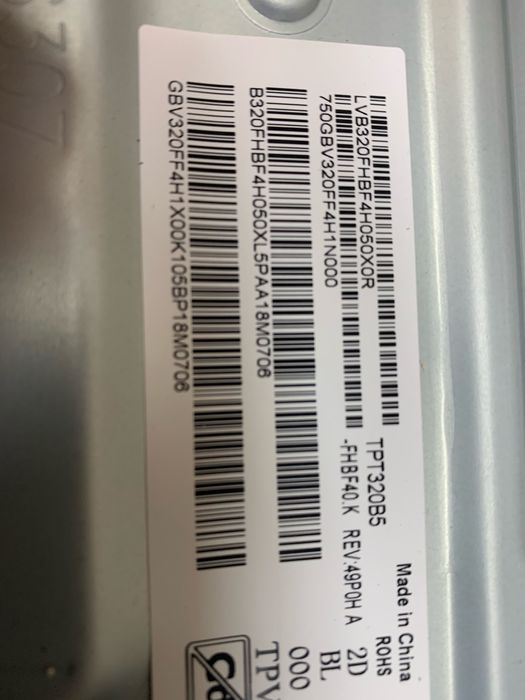 Made in China
ROHS
LVB320FHBF4H050X0R
TPT320B5
2D
750GBV320FF4H1N000
-FHBF40.K REV:49P0H A
BL
B320FHBF4H050XL5PAA18M0706
000
TPV
GBV320FF4H1X00K105BP18M0706